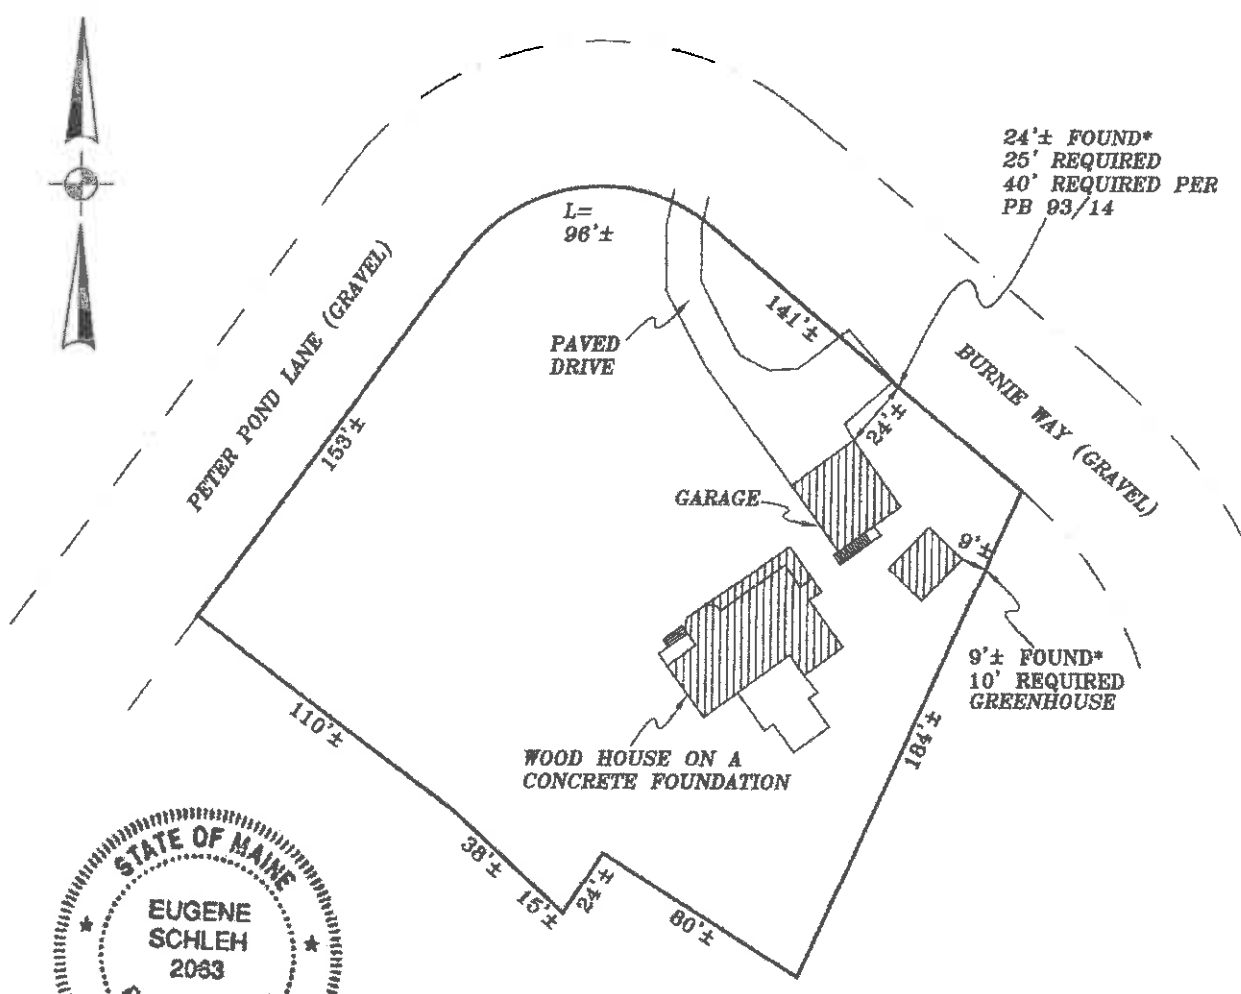 24'± FOUND*
25' REQUIRED
40' REQUIRED PER
PB 93/14
L=
96'±
141'±
PAVED
DRIVE
PETER POND LANE (GRAVEL)
BURNIE WAY (GRAVEL)
153'±
24'±
GARAGE
9'±
9'± FOUND*
10' REQUIRED
GREENHOUSE
110'±
184'±
WOOD HOUSE ON A
CONCRETE FOUNDATION
38'±
15'±
24'±
80'±
STATE OF MAINE
EUGENE
SCHLEH
2063